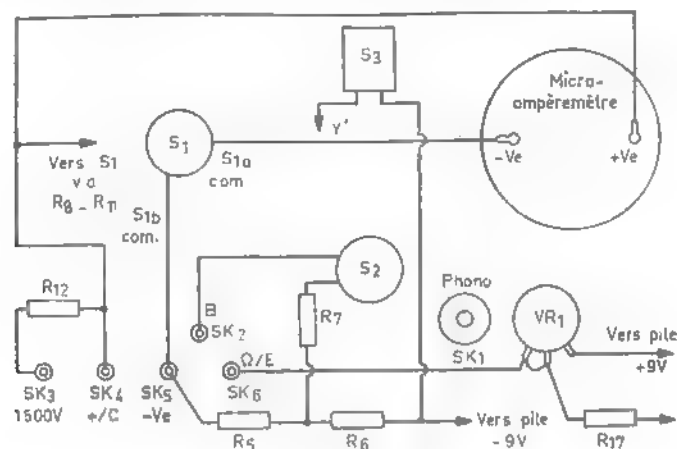 S3
Micro-
ampèremètre
Y'
S1
S1a
com
-Ve
+Ve
Vers S1
via
R8 - R11
S1b
com.
S2
R12
B
SK2
R7
Phono
SK1
VR1
Vers pile
+9V
Ω/E
SK3
1500V
SK4
+/C
SK5
-Ve
SK6
R5
R6
Vers pile
- 9V
R17